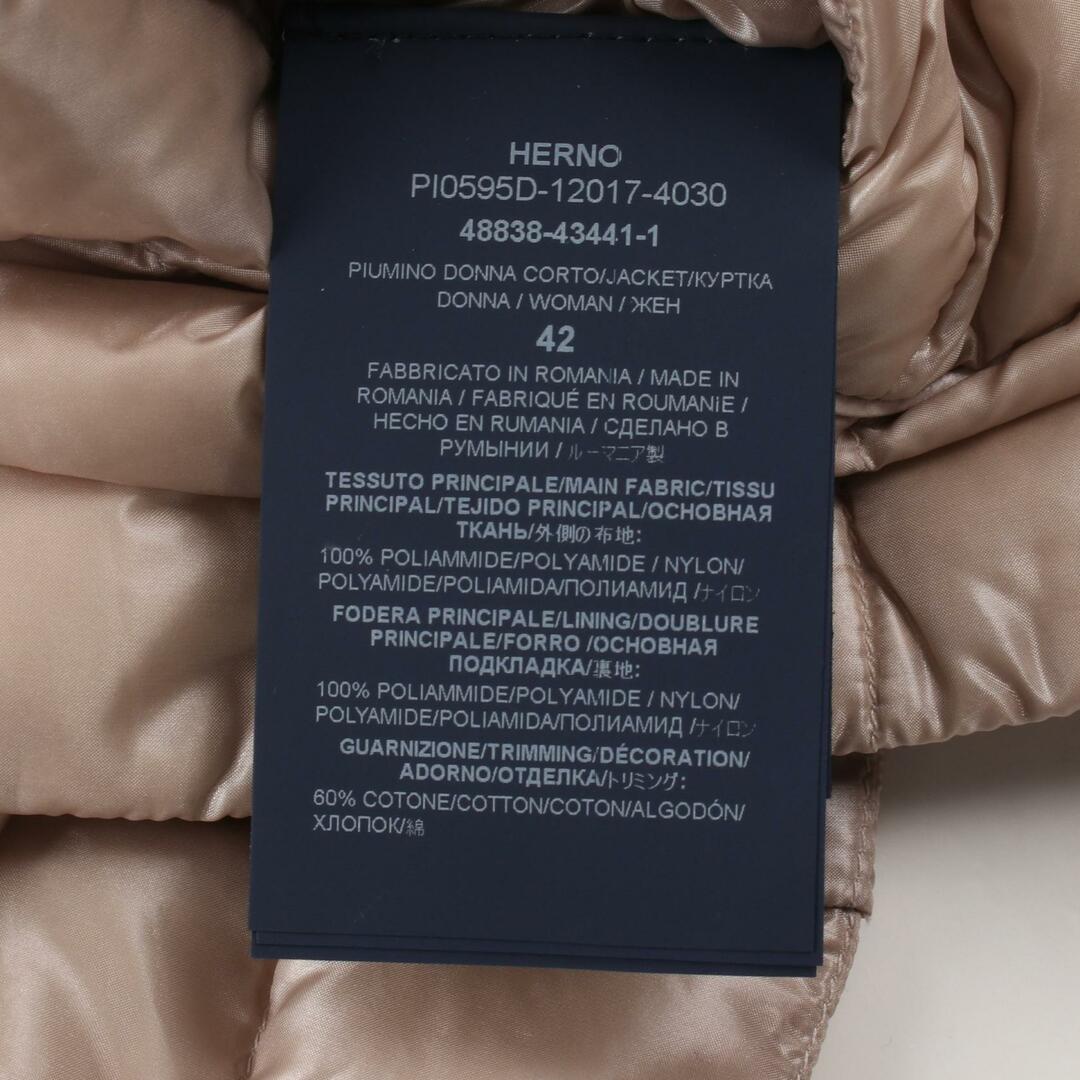 HERNO
PI0595D-12017-4030
48838-43441-1
PIUMINO DONNA CORTO/JACKET/КУРТКА
DONNA / WOMAN / ЖЕН
42
FABBRICATO IN ROMANIA / MADE IN
ROMANIA / FABRIQUÉ EN ROUMANIE /
HECHO EN RUMANIA / СДЕЛАНО В
РУМЫНИИ / ルーマニア製
TESSUTO PRINCIPALE/MAIN FABRIC/TISSU
PRINCIPAL/TEJIDO PRINCIPAL/ОСНОВНАЯ
ТКАНЬ/外側の布地:
100% POLIAMMIDE/POLYAMIDE / NYLON/
POLYAMIDE/POLIAMIDA/ПОЛИАМИД /ナイロン
FODERA PRINCIPALE/LINING/DOUBLURE
PRINCIPALE/FORRO /ОСНОВНАЯ
ПОДКЛАДКА/裏地:
100% POLIAMMIDE/POLYAMIDE / NYLON/
POLYAMIDE/POLIAMIDA/ПОЛИАМИД /ナイロン
GUARNIZIONE/TRIMMING/DÉCORATION/
ADORNO/ОТДЕЛКА/トリミング:
60% COTONE/COTTON/COTON/ALGODÓN/
ХЛОПОК/綿